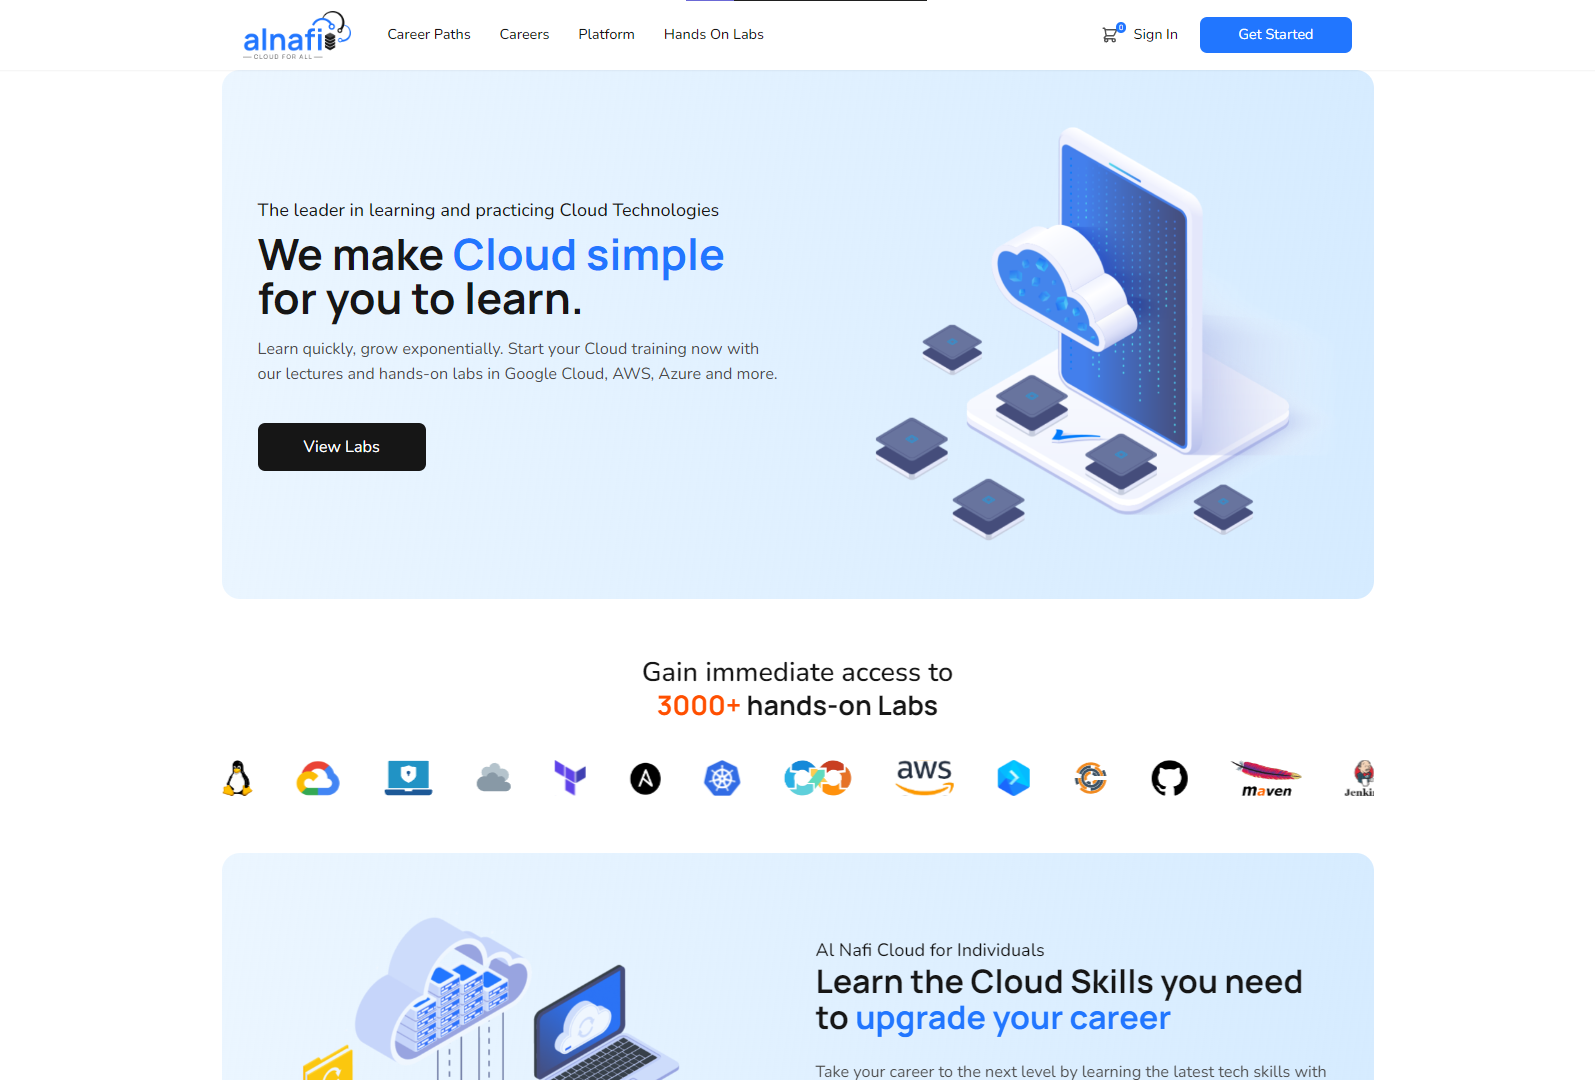 alnafi
CLOUD FOR ALL
Career Paths
Careers
Platform
Hands On Labs
0
Sign In
Get Started
The leader in learning and practicing Cloud Technologies
We make Cloud simple
for you to learn.
Learn quickly, grow exponentially. Start your Cloud training now with
our lectures and hands-on labs in Google Cloud, AWS, Azure and more.
View Labs
Gain immediate access to
3000+ hands-on Labs
aws
maven
Jenki
Al Nafi Cloud for Individuals
Learn the Cloud Skills you need
to upgrade your career
Take your career to the next level by learning the latest tech skills with